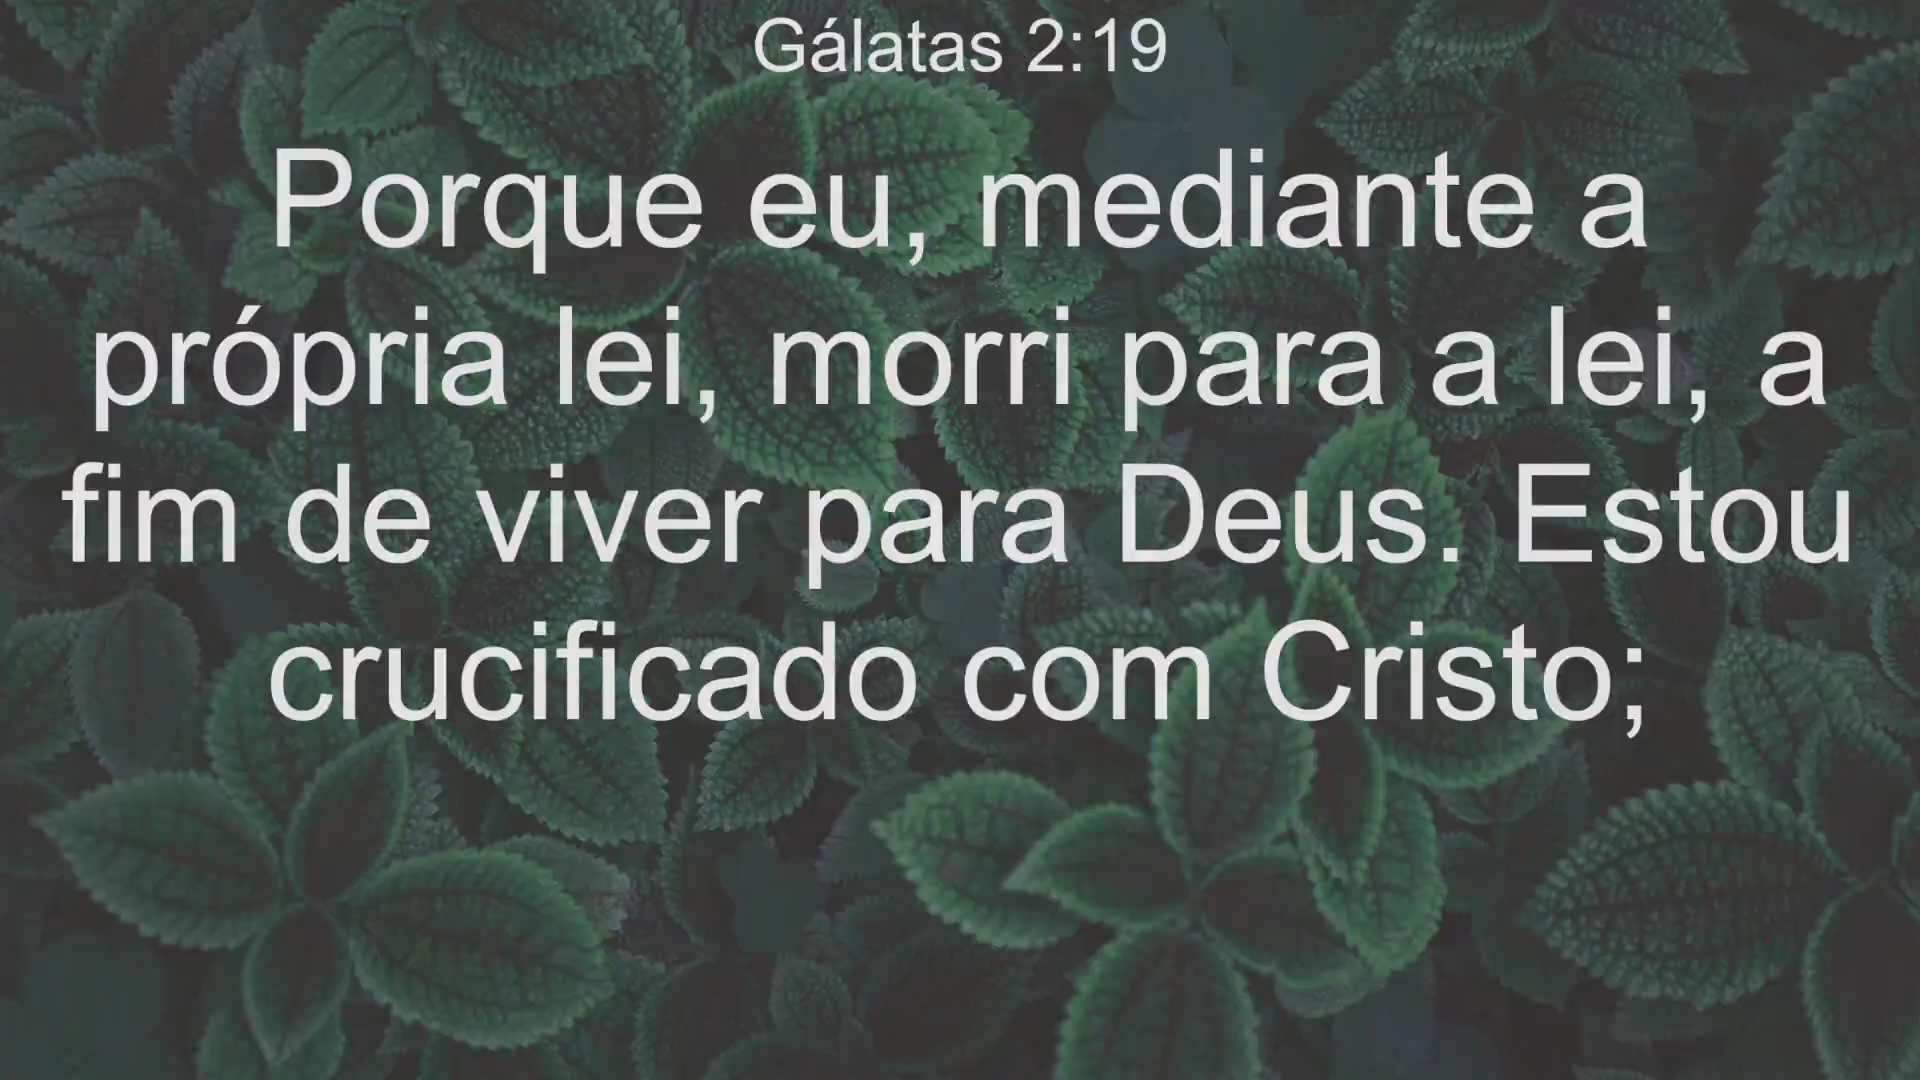 Gálatas 2:19
Porque eu, mediante a
própria lei, morri para a lei, a
fim de viver para Deus. Estou
crucificado com Cristo;